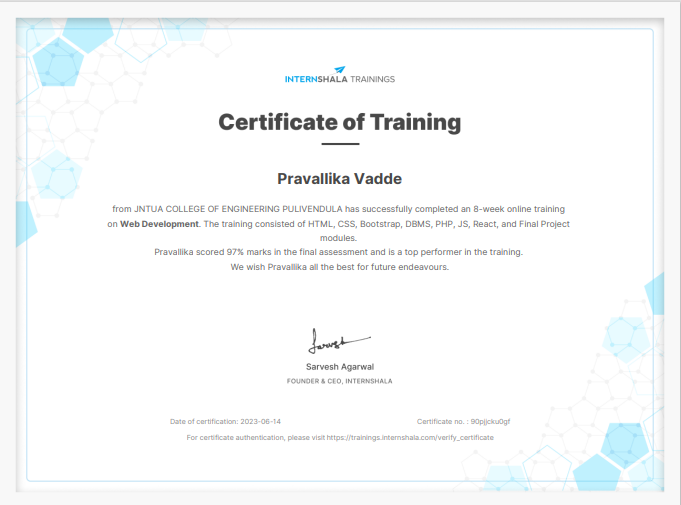 INTERNSHALA TRAININGS
Certificate of Training
Pravallika Vadde
from JNTUA COLLEGE OF ENGINEERING PULIVENDULA has successfully completed an 8-week online training
on Web Development. The training consisted of HTML, CSS, Bootstrap, DBMS, PHP, JS, React, and Final Project
modules.
Pravallika scored 97% marks in the final assessment and is a top performer in the training.
We wish Pravallika all the best for future endeavours.
Sarvesh
Sarvesh Agarwal
FOUNDER & CEO, INTERNSHALA
Date of certification: 2023-06-14
Certificate no. : 90pjjcku0gf
For certificate authentication, please visit https://trainings.internshala.com/verify_certificate